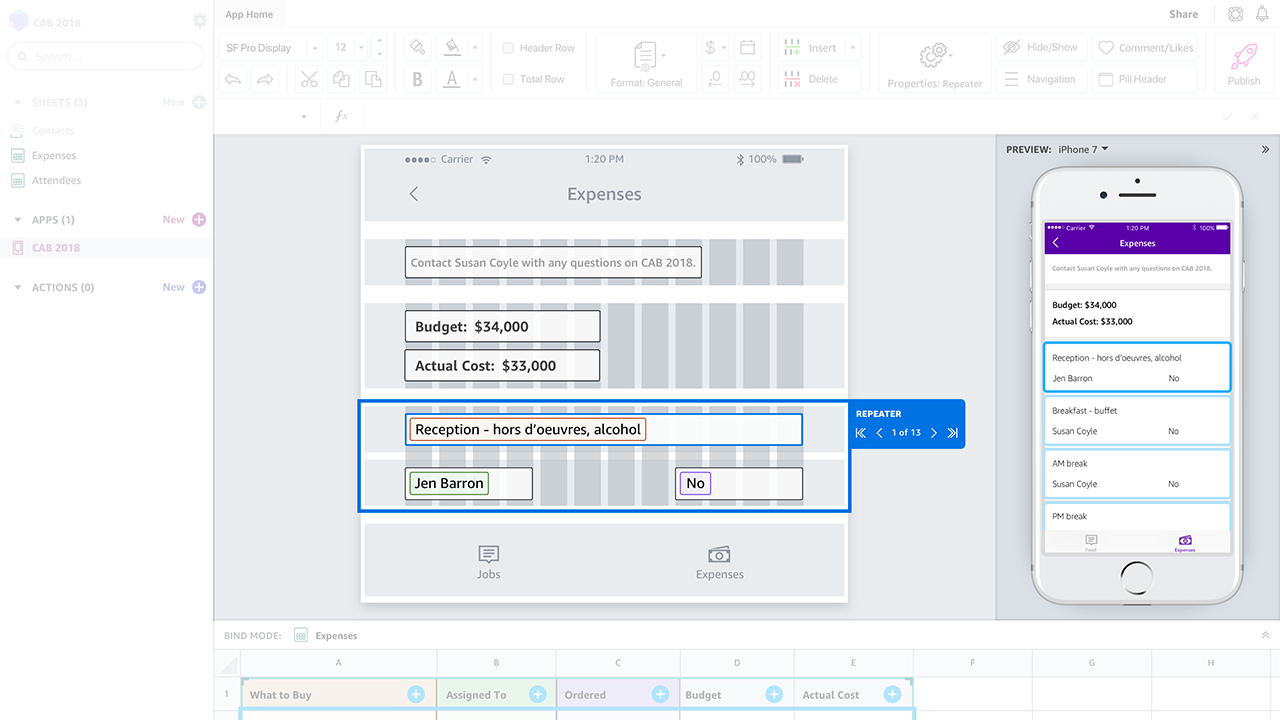 CAB 2018
App Home
Share
Search...
SF Pro Display
12
Header Row
Total Row
B
A
Format: General
$
.0
.00
Insert
Delete
Properties: Repeater
Hide/Show
Navigation
Comment/Likes
Pill Header
Publish
fx
SHEETS (3)
New
Contacts
Expenses
Attendees
APPS (1)
New
CAB 2018
ACTIONS (0)
New
Carrier
1:20 PM
100%
Expenses
Contact Susan Coyle with any questions on CAB 2018.
Budget: $34,000
Actual Cost: $33,000
Reception - hors d’oeuvres, alcohol
Jen Barron
No
REPEATER
1 of 13
Jobs
Expenses
PREVIEW: iPhone 7
Carrier
1:20 PM
100%
Expenses
Contact Susan Coyle with any questions on CAB 2018.
Budget: $34,000
Actual Cost: $33,000
Reception - hors d’oeuvres, alcohol
Jen Barron
No
Breakfast - buffet
Susan Coyle
No
AM break
Susan Coyle
No
PM break
Expenses
BIND MODE:
Expenses
A
B
C
D
E
F
G
H
1
What to Buy
Assigned To
Ordered
Budget
Actual Cost